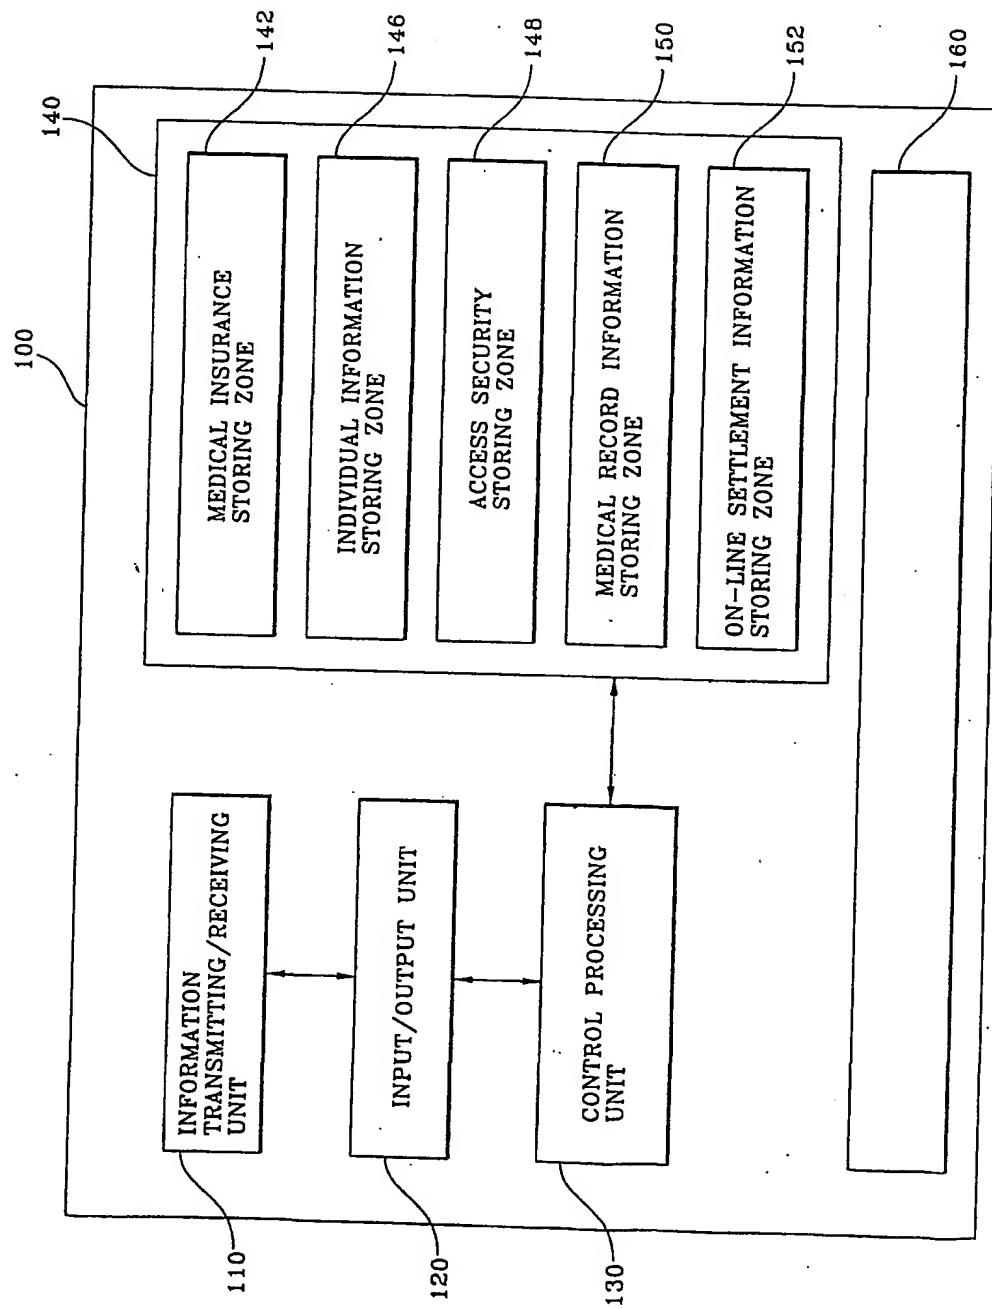 100
140
142
MEDICAL INSURANCE
STORING ZONE
146
INDIVIDUAL INFORMATION
STORING ZONE
148
ACCESS SECURITY
STORING ZONE
150
MEDICAL RECORD INFORMATION
STORING ZONE
152
ON-LINE SETTLEMENT INFORMATION
STORING ZONE
160
INFORMATION
TRANSMITTING/RECEIVING
UNIT
110
INPUT/OUTPUT UNIT
120
CONTROL PROCESSING
UNIT
130